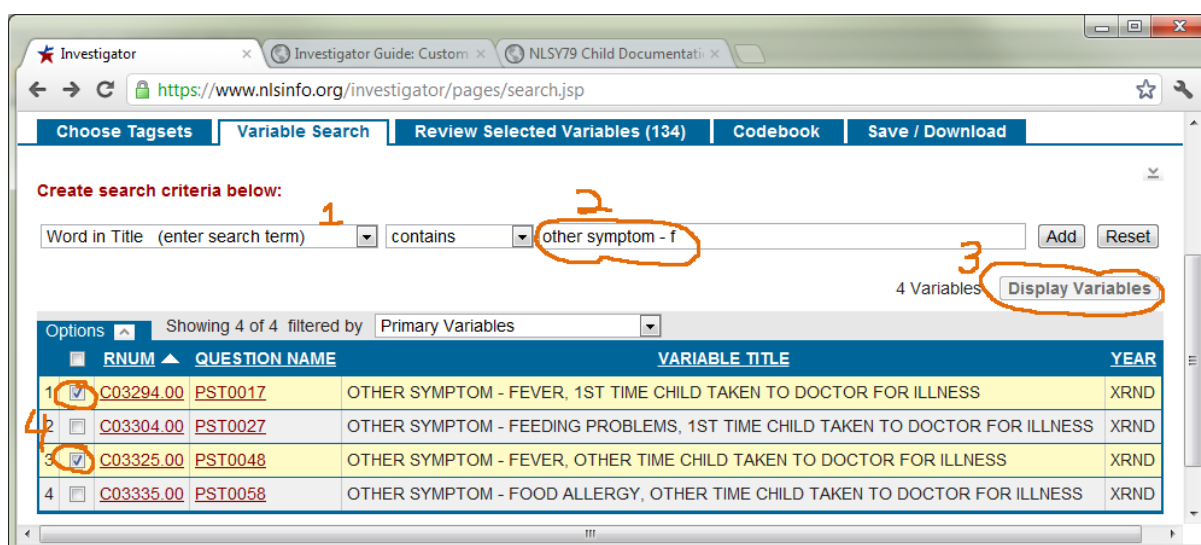 Investigator
Investigator Guide: Custom
NLSY79 Child Documentati
https://www.nlsinfo.org/investigator/pages/search.jsp
Choose Tagsets Variable Search Review Selected Variables (134) Codebook Save / Download
Create search criteria below:
1 2
Word in Title (enter search term) contains other symptom - f Add Reset
3
4 Variables Display Variables
Options Showing 4 of 4 filtered by Primary Variables
RNUM QUESTION NAME VARIABLE TITLE YEAR
1 C03294.00 PST0017 OTHER SYMPTOM - FEVER, 1ST TIME CHILD TAKEN TO DOCTOR FOR ILLNESS XRND
4
2 C03304.00 PST0027 OTHER SYMPTOM - FEEDING PROBLEMS, 1ST TIME CHILD TAKEN TO DOCTOR FOR ILLNESS XRND
3 C03325.00 PST0048 OTHER SYMPTOM - FEVER, OTHER TIME CHILD TAKEN TO DOCTOR FOR ILLNESS XRND
4 C03335.00 PST0058 OTHER SYMPTOM - FOOD ALLERGY, OTHER TIME CHILD TAKEN TO DOCTOR FOR ILLNESS XRND